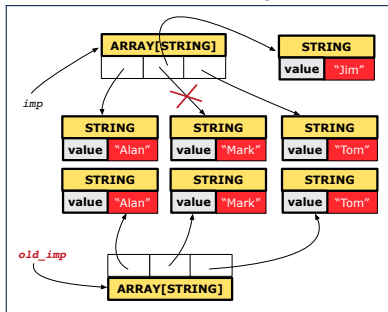 ARRAY[STRING]
STRING
value "Jim"
imp
STRING STRING STRING
value "Alan" value "Mark" value "Tom"
STRING STRING STRING
value "Alan" value "Mark" value "Tom"
old_imp
ARRAY[STRING]